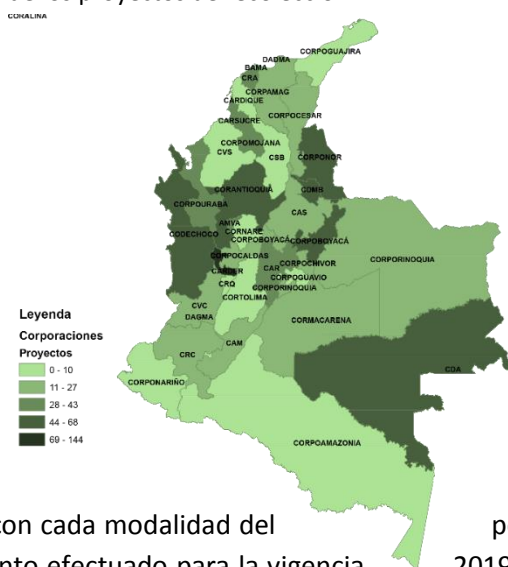 CORALINA
CORPOGUAJIRA
DADMA
BAMA
CRA
CORPAMAG
CARDIQUE
CORPOCESAR
CARSUCRE
CORPOMOJANA
CVS
CSB
CORPONOR
CORANTIOQUIA
CDMB
CORPOURABA
CAS
AMVA
CORNARE
CODECHOCO
CORPOBOYACÁ
CORPOBOYACÁ
CORPOCALDAS
CORPOCHIVOR
CARDER
CAR
CORPORINOQUIA
CORPOGUAVIO
CRQ
CORPORINOQUIA
CORTOLIMA
CVC
DAGMA
CORMACARENA
CAM
CRC
CDA
CORPONARIÑO
CORPOAMAZONIA
Leyenda
Corporaciones
Proyectos
0 - 10
11 - 27
28 - 43
44 - 68
69 - 144
con cada modalidad del
efectuado para la vigencia 2019